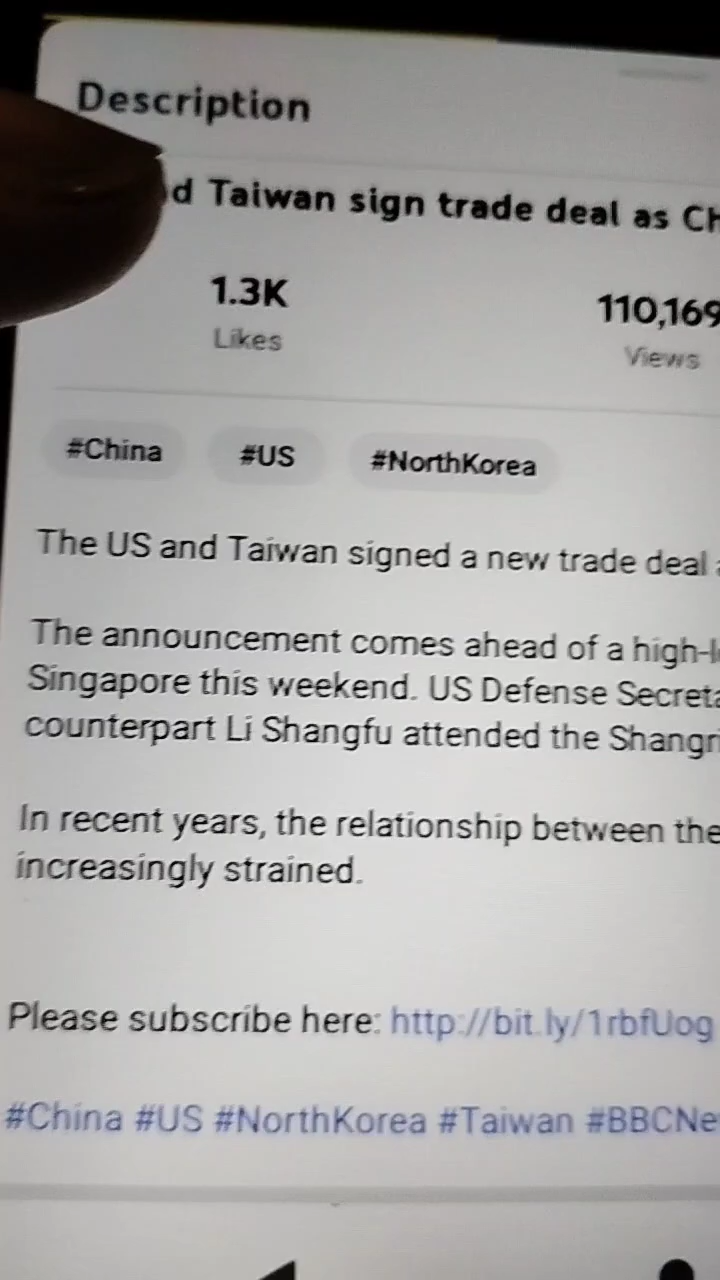 Description
d Taiwan sign trade deal as Ch
1.3K
Likes
110,169
Views
#China #US #NorthKorea
The US and Taiwan signed a new trade deal
The announcement comes ahead of a high-l
Singapore this weekend. US Defense Secreta
counterpart Li Shangfu attended the Shangri
In recent years, the relationship between the
increasingly strained.
Please subscribe here: http://bit.ly/1rbfUog
#China #US #NorthKorea #Taiwan #BBCNe